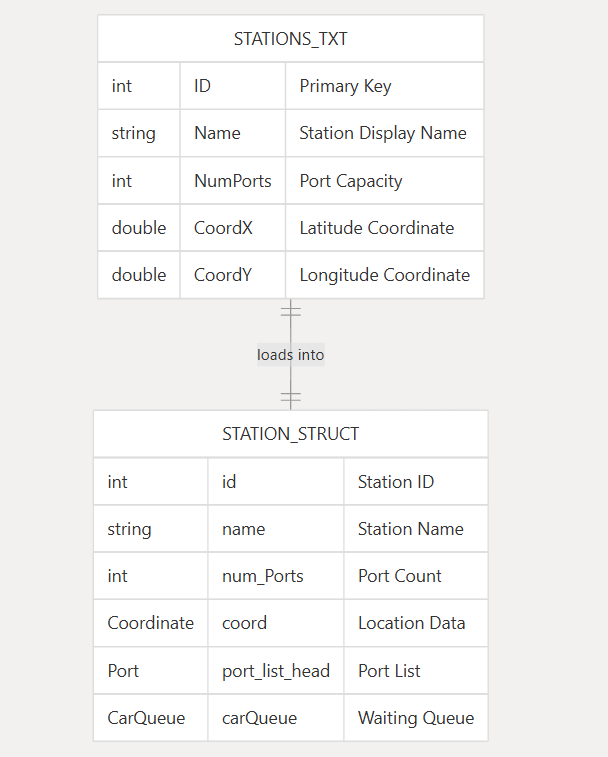 STATIONS_TXT
int ID Primary Key
string Name Station Display Name
int NumPorts Port Capacity
double CoordX Latitude Coordinate
double CoordY Longitude Coordinate
loads into
STATION_STRUCT
int id Station ID
string name Station Name
int num_Ports Port Count
Coordinate coord Location Data
Port port_list_head Port List
CarQueue carQueue Waiting Queue